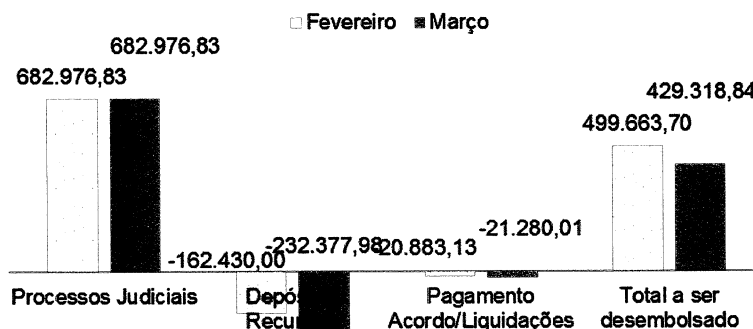 Fevereiro Março
682.976,83 682.976,83
499.663,70 429.318,84
-162.430,00 -232.377,98 -20.883,13 -21.280,01
Processos Judiciais Pagamento Total a ser
Acordo/Liquidações desembolsado